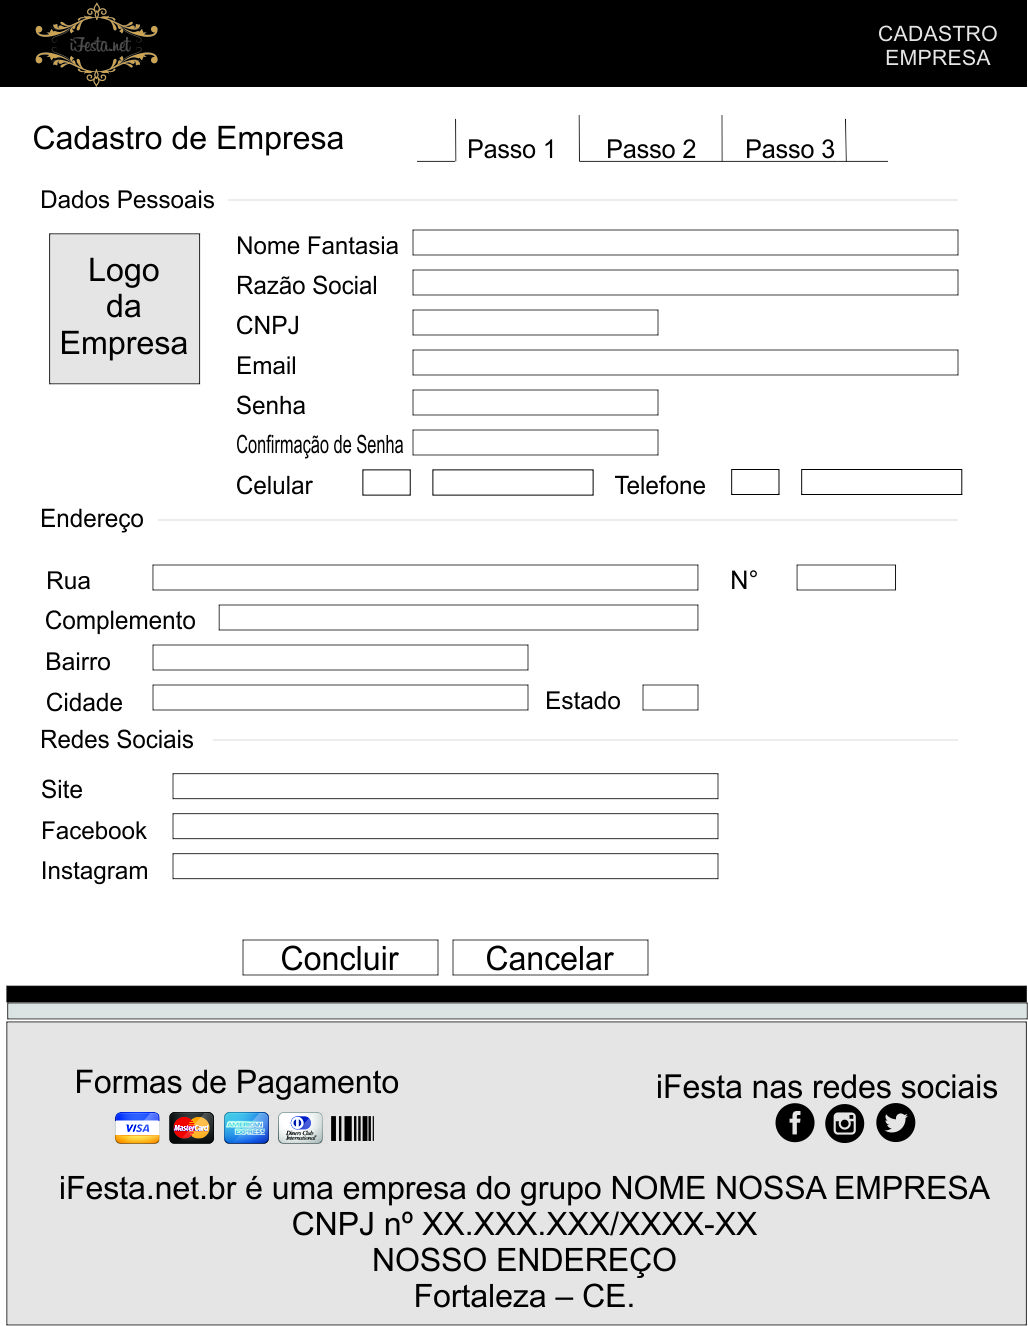 iFesta.net
CADASTRO
EMPRESA
Cadastro de Empresa
Passo 1 Passo 2 Passo 3
Dados Pessoais
Logo
da
Empresa
Nome Fantasia
Razão Social
CNPJ
Email
Senha
Confirmação de Senha
Celular Telefone
Endereço
Rua N°
Complemento
Bairro
Cidade Estado
Redes Sociais
Site
Facebook
Instagram
Concluir Cancelar
Formas de Pagamento
VISA MasterCard AMERICAN EXPRESS Diners Club International
iFesta nas redes sociais
iFesta.net.br é uma empresa do grupo NOME NOSSA EMPRESA
CNPJ nº XX.XXX.XXX/XXXX-XX
NOSSO ENDEREÇO
Fortaleza – CE.